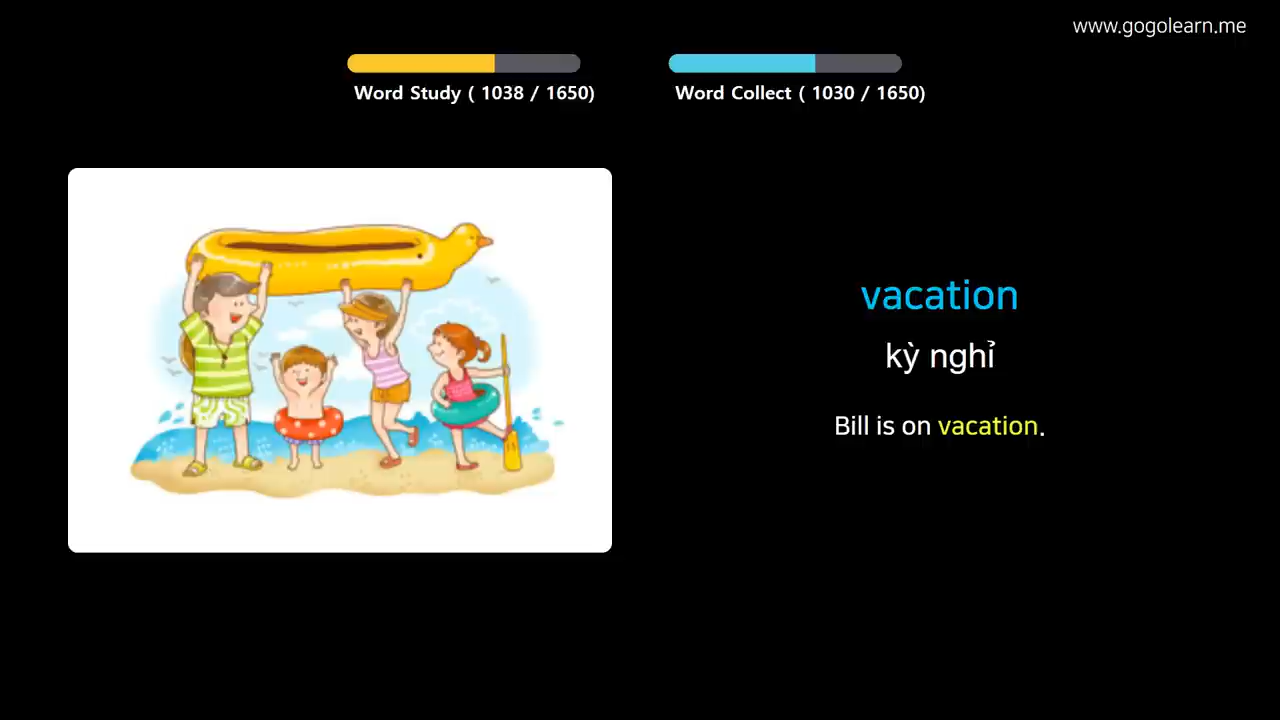 www.gogolearn.me
Word Study ( 1038 / 1650)
Word Collect ( 1030 / 1650)
vacation
kỳ nghỉ
Bill is on vacation.